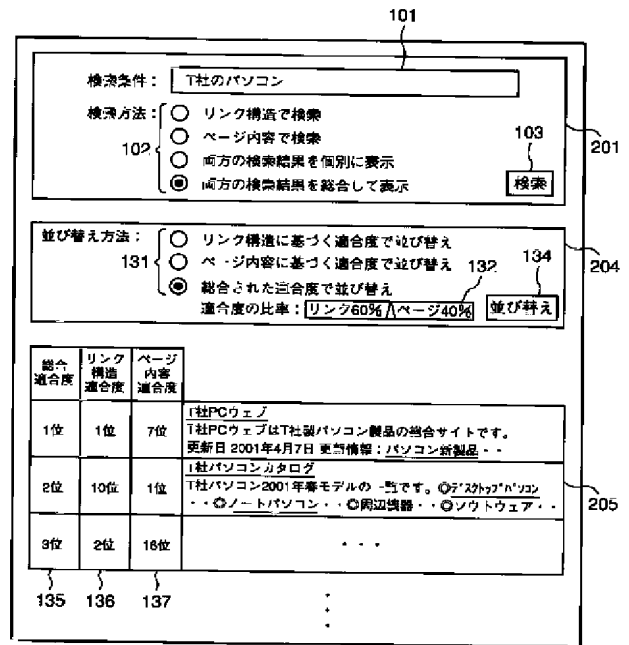 101
検索条件： T社のパソコン
検索方法： リンク構造で検索
ページ内容で検索
102
両方の検索結果を個別に表示
両方の検索結果を総合して表示
103
検索
201
並び替え方法： リンク構造に基づく適合度で並び替え
131
ページ内容に基づく適合度で並び替え
総合された適合度で並び替え
132
適合度の比率： リンク60% ページ40%
134
並び替え
204
総合適合度
リンク構造適合度
ページ内容適合度
1位 1位 7位
T社PCウェブ
T社PCウェブはT社製パソコン製品の総合サイトです。
更新日 2001年4月7日 更新情報：パソコン新製品・・
2位 10位 1位
T社パソコンカタログ
T社パソコン2001年春モデルの一覧です。◎ﾃﾞｽｸﾄｯﾌﾟﾊﾟｿｺﾝ
・・◎ノートパソコン・・◎周辺機器・・◎ソフトウェア・・
205
3位 2位 16位 ・・・
135 136 137